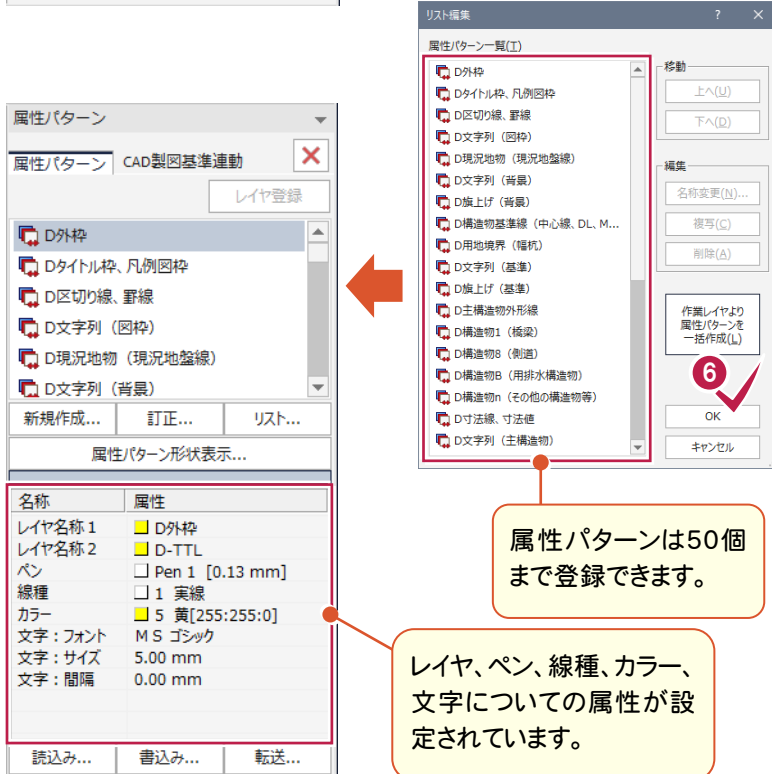 リスト編集 ? ×
属性パターン一覧(T)
D外枠
Dタイトル枠、凡例図枠
D区切り線、罫線
D文字列（図枠）
D現況地物（現況地盤線）
D文字列（背景）
D旗上げ（背景）
D構造物基準線（中心線、DL、M...
D用地境界（幅杭）
D文字列（基準）
D旗上げ（基準）
D主構造物外形線
D構造物1（橋梁）
D構造物8（側道）
D構造物B（用排水構造物）
D構造物n（その他の構造物等）
D寸法線、寸法値
D文字列（主構造物）
移動
上へ(U)
下へ(D)
編集
名称変更(N)...
複写(C)
削除(A)
作業レイヤより
属性パターンを
一括作成(L)
6
OK
キャンセル
属性パターン
属性パターン CAD製図基準連動
レイヤ登録
D外枠
Dタイトル枠、凡例図枠
D区切り線、罫線
D文字列（図枠）
D現況地物（現況地盤線）
D文字列（背景）
新規作成... 訂正... リスト...
属性パターン形状表示...
名称 属性
レイヤ名称1 D外枠
レイヤ名称2 D-TTL
ペン Pen 1 [0.13 mm]
線種 1 実線
カラー 5 黄[255:255:0]
文字：フォント ＭＳ ゴシック
文字：サイズ 5.00 mm
文字：間隔 0.00 mm
読込み... 書込み... 転送...
属性パターンは50個
まで登録できます。
レイヤ、ペン、線種、カラー、
文字についての属性が設
定されています。